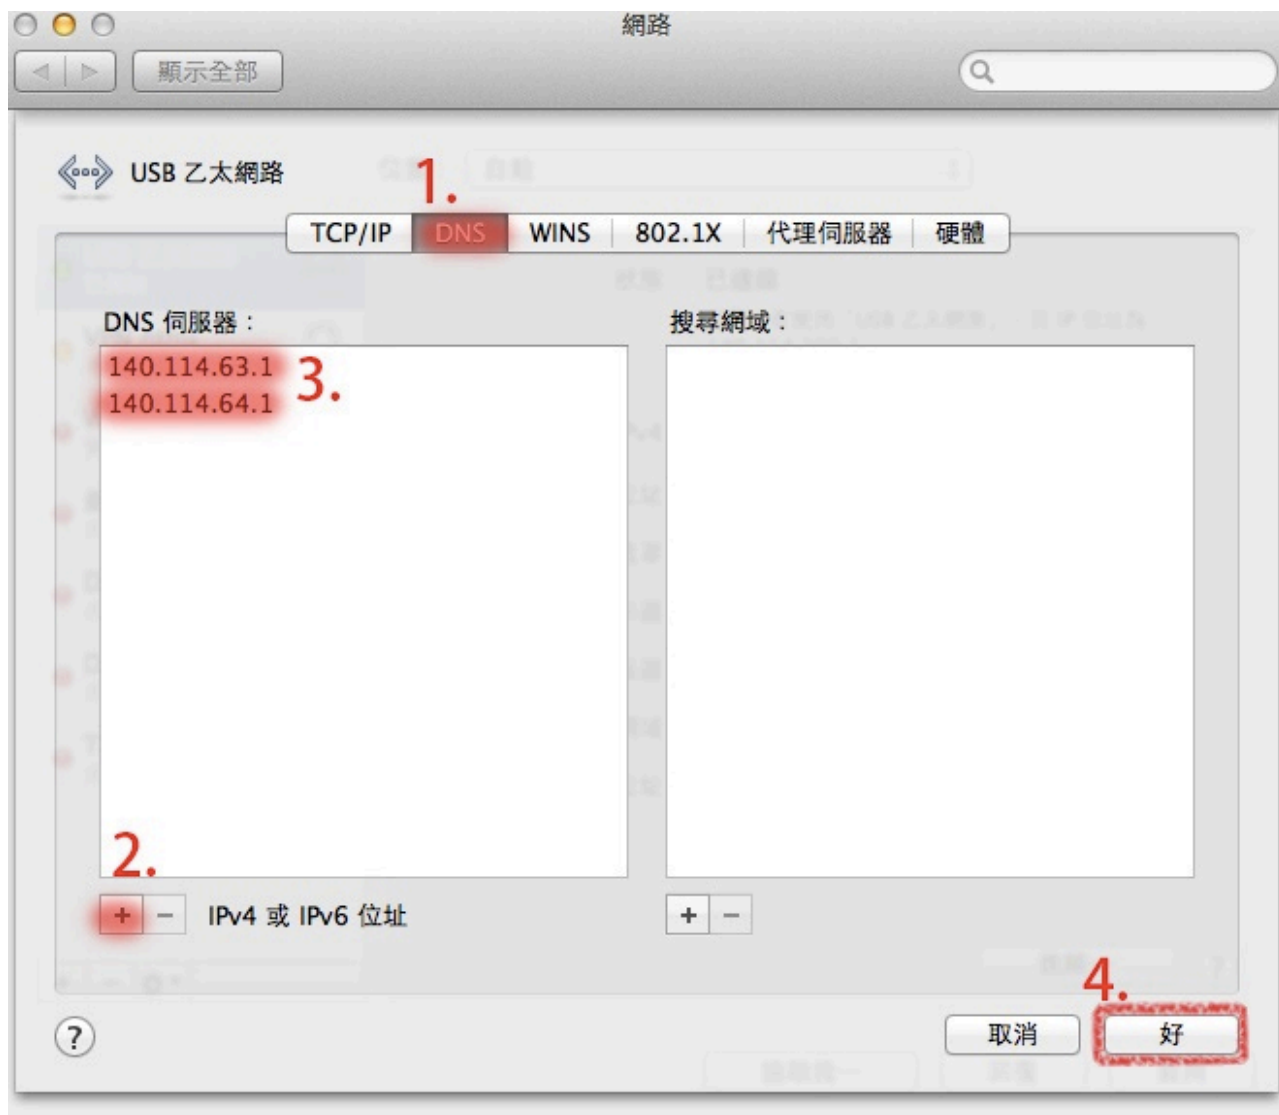 網路
顯示全部
USB 乙太網路
1.
TCP/IP DNS WINS 802.1X 代理伺服器 硬體
DNS 伺服器：
搜尋網域：
140.114.63.1
3.
140.114.64.1
2.
+ − IPv4 或 IPv6 位址
+ −
4.
? 取消 好